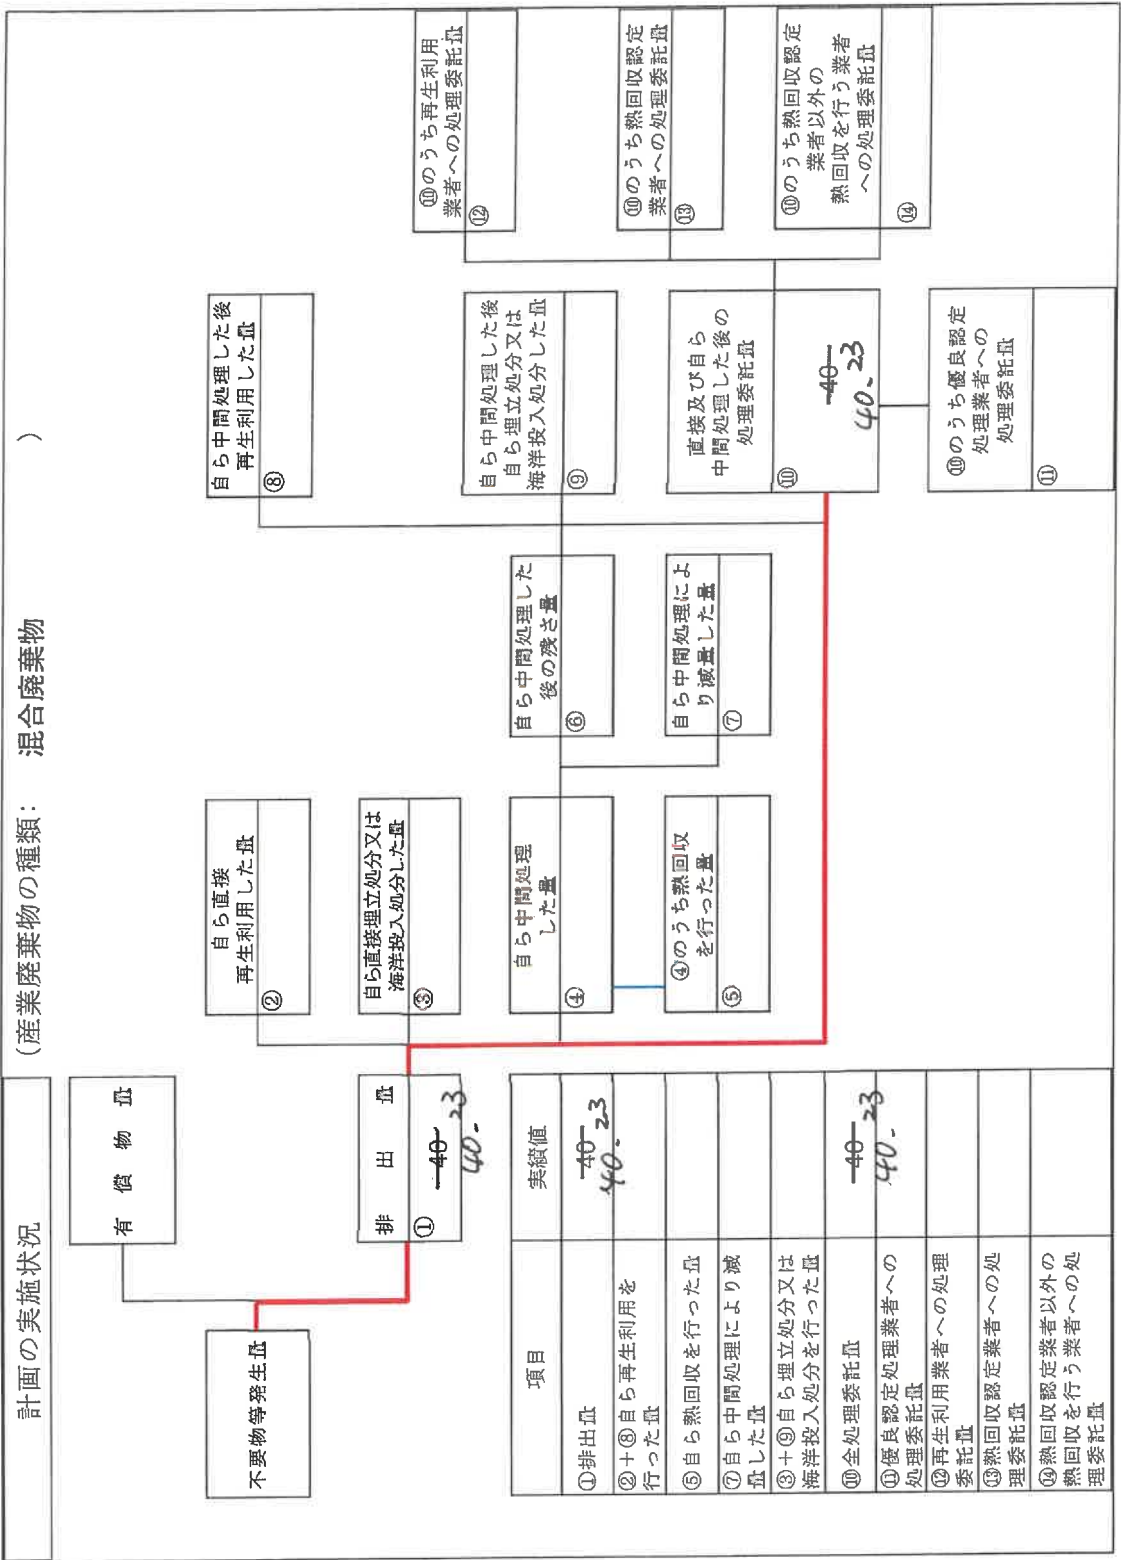 計画の実施状況
(産業廃棄物の種類: 混合廃棄物 )
有償物量
不要物等発生量
排出量
①
40
40.23
自ら直接
再生利用した量
②
自ら直接埋立処分又は
海洋投入処分した量
③
自ら中間処理
した量
④
④のうち熱回収
を行った量
⑤
自ら中間処理した
後の残さ量
⑥
自ら中間処理によ
り減量した量
⑦
自ら中間処理した後
再生利用した量
⑧
自ら中間処理した後
自ら埋立処分又は
海洋投入処分した量
⑨
直接及び自ら
中間処理した後の
処理委託量
⑩
40
40.23
⑩のうち優良認定
処理業者への
処理委託量
⑪
⑩のうち再生利用
業者への処理委託量
⑫
⑩のうち熱回収認定
業者への処理委託量
⑬
⑩のうち熱回収認定
業者以外の
熱回収を行う業者
への処理委託量
⑭
項目 実績値
①排出量 40
40.23
②+⑧自ら再生利用を
行った量
⑤自ら熱回収を行った量
⑦自ら中間処理により減
量した量
③+⑨自ら埋立処分又は
海洋投入処分を行った量
⑩全処理委託量 40
40.23
⑪優良認定処理業者への
処理委託量
⑫再生利用業者への処理
委託量
⑬熱回収認定業者への処
理委託量
⑭熱回収認定業者以外の
熱回収を行う業者への処
理委託量